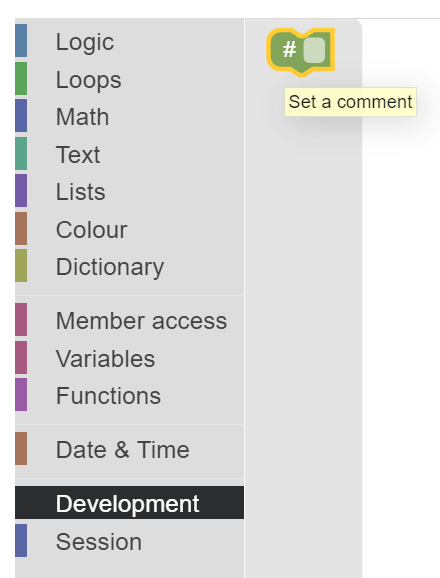 Logic
Loops
Math
Text
Lists
Colour
Dictionary
Member access
Variables
Functions
Date & Time
Development
Session
#
Set a comment